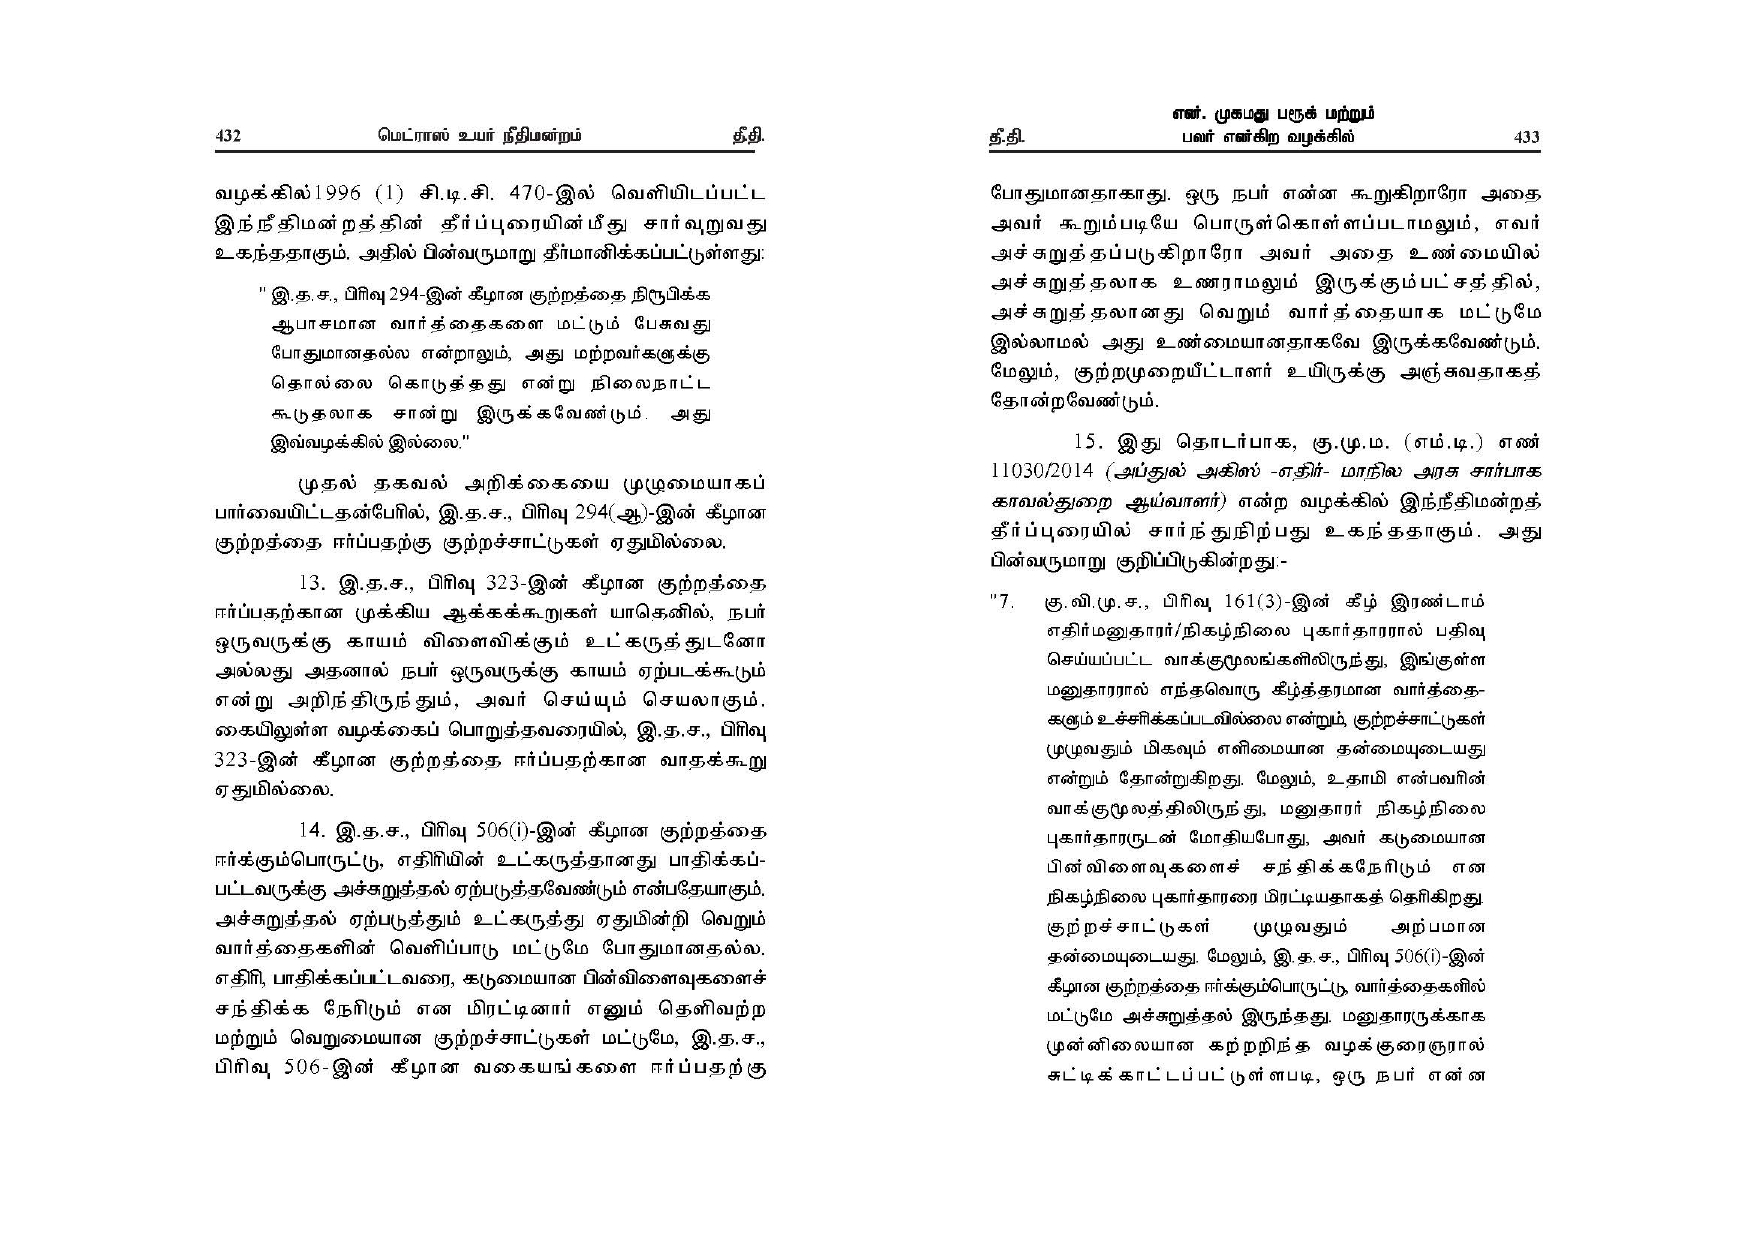 432 மெட்ராஸ் உயர் நீதிமன்றம் தீ.தி.
வழக்கில்1996 (1) சி.டி.சி. 470-இல் வெளியிடப்பட்ட
இந்நீதிமன்றத்தின் தீர்ப்புரையின்மீது சார்வுறுவது
உகந்ததாகும். அதில் பின்வருமாறு தீர்மானிக்கப்பட்டுள்ளது:
" இ.த.ச., பிரிவு 294-இன் கீழான குற்றத்தை நிரூபிக்க
ஆபாசமான வார்த்தைகளை மட்டும் பேசுவது
போதுமானதல்ல என்றாலும், அது மற்றவர்களுக்கு
தொல்லை கொடுத்தது என்று நிலைநாட்ட
கூடுதலாக சான்று இருக்கவேண்டும். அது
இவ்வழக்கில் இல்லை."
முதல் தகவல் அறிக்கையை முழுமையாகப்
பார்வையிட்டதன்பேரில், இ.த.ச., பிரிவு 294(ஆ)-இன் கீழான
குற்றத்தை ஈர்ப்பதற்கு குற்றச்சாட்டுகள் ஏதுமில்லை.
13. இ.த.ச., பிரிவு 323-இன் கீழான குற்றத்தை
ஈர்ப்பதற்கான முக்கிய ஆக்கக்கூறுகள் யாதெனில், நபர்
ஒருவருக்கு காயம் விளைவிக்கும் உட்கருத்துடனோ
அல்லது அதனால் நபர் ஒருவருக்கு காயம் ஏற்படக்கூடும்
என்று அறிந்திருந்தும், அவர் செய்யும் செயலாகும்.
கையிலுள்ள வழக்கைப் பொறுத்தவரையில், இ.த.ச., பிரிவு
323-இன் கீழான குற்றத்தை ஈர்ப்பதற்கான வாதக்கூறு
ஏதுமில்லை.
14. இ.த.ச., பிரிவு 506(i)-இன் கீழான குற்றத்தை
ஈர்க்கும்பொருட்டு, எதிரியின் உட்கருத்தானது பாதிக்கப்-
பட்டவருக்கு அச்சுறுத்தல் ஏற்படுத்தவேண்டும் என்பதேயாகும்.
அச்சுறுத்தல் ஏற்படுத்தும் உட்கருத்து ஏதுமின்றி வெறும்
வார்த்தைகளின் வெளிப்பாடு மட்டுமே போதுமானதல்ல.
எதிரி, பாதிக்கப்பட்டவரை, கடுமையான பின்விளைவுகளைச்
சந்திக்க நேரிடும் என மிரட்டினார் எனும் தெளிவற்ற
மற்றும் வெறுமையான குற்றச்சாட்டுகள் மட்டுமே, இ.த.ச.,
பிரிவு 506-இன் கீழான வகையங்களை ஈர்ப்பதற்கு
என். முகமது பரூக் மற்றும்
தீ.தி. பலர் என்கிற வழக்கில் 433
போதுமானதாகாது. ஒரு நபர் என்ன கூறுகிறாரோ அதை
அவர் கூறும்படியே பொருள்கொள்ளப்படாமலும், எவர்
அச்சுறுத்தப்படுகிறாரோ அவர் அதை உண்மையில்
அச்சுறுத்தலாக உணராமலும் இருக்கும்பட்சத்தில்,
அச்சுறுத்தலானது வெறும் வார்த்தையாக மட்டுமே
இல்லாமல் அது உண்மையானதாகவே இருக்கவேண்டும்.
மேலும், குற்றமுறையீட்டாளர் உயிருக்கு அஞ்சுவதாகத்
தோன்றவேண்டும்.
15. இது தொடர்பாக, கு.மு.ம. (எம்.டி.) எண்
11030/2014 (அப்துல் அகிஸ் -எதிர்- மாநில அரசு சார்பாக
காவல்துறை ஆய்வாளர்) என்ற வழக்கில் இந்நீதிமன்றத்
தீர்ப்புரையில் சார்ந்துநிற்பது உகந்ததாகும். அது
பின்வருமாறு குறிப்பிடுகின்றது:-
"7. கு.வி.மு.ச., பிரிவு 161(3)-இன் கீழ் இரண்டாம்
எதிர்மனுதாரர்/நிகழ்நிலை புகார்தாரரால் பதிவு
செய்யப்பட்ட வாக்குமூலங்களிலிருந்து, இங்குள்ள
மனுதாரரால் எந்தவொரு கீழ்த்தரமான வார்த்தை-
களும் உச்சரிக்கப்படவில்லை என்றும், குற்றச்சாட்டுகள்
முழுவதும் மிகவும் எளிமையான தன்மையுடையது
என்றும் தோன்றுகிறது. மேலும், உதாமி என்பவரின்
வாக்குமூலத்திலிருந்து, மனுதாரர் நிகழ்நிலை
புகார்தாரருடன் மோதியபோது, அவர் கடுமையான
பின்விளைவுகளைச் சந்திக்கநேரிடும் என
நிகழ்நிலை புகார்தாரரை மிரட்டியதாகத் தெரிகிறது.
குற்றச்சாட்டுகள் முழுவதும் அற்பமான
தன்மையுடையது. மேலும், இ.த.ச., பிரிவு 506(i)-இன்
கீழான குற்றத்தை ஈர்க்கும்பொருட்டு, வார்த்தைகளில்
மட்டுமே அச்சுறுத்தல் இருந்தது. மனுதாரருக்காக
முன்னிலையான கற்றறிந்த வழக்குரைஞரால்
சுட்டிக்காட்டப்பட்டுள்ளபடி, ஒரு நபர் என்ன